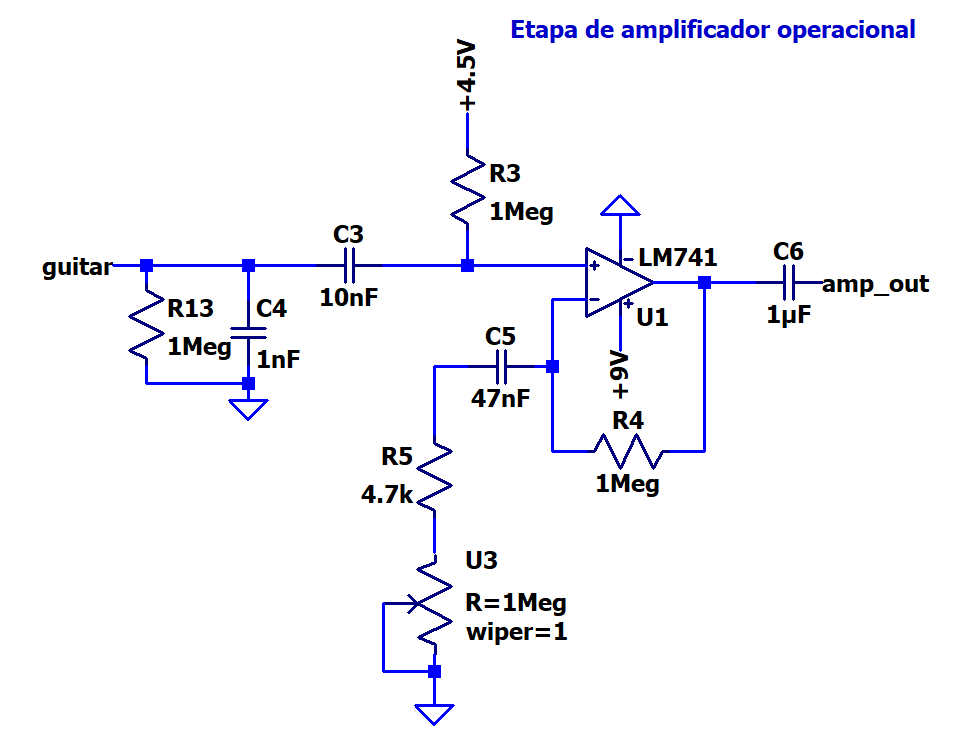 Etapa de amplificador operacional
+4.5V
R3
1Meg
C3
10nF
guitar
R13
1Meg
C4
1nF
+
-
-
+
LM741
U1
+9V
C6
1µF
amp_out
C5
47nF
R4
1Meg
R5
4.7k
U3
R=1Meg
wiper=1